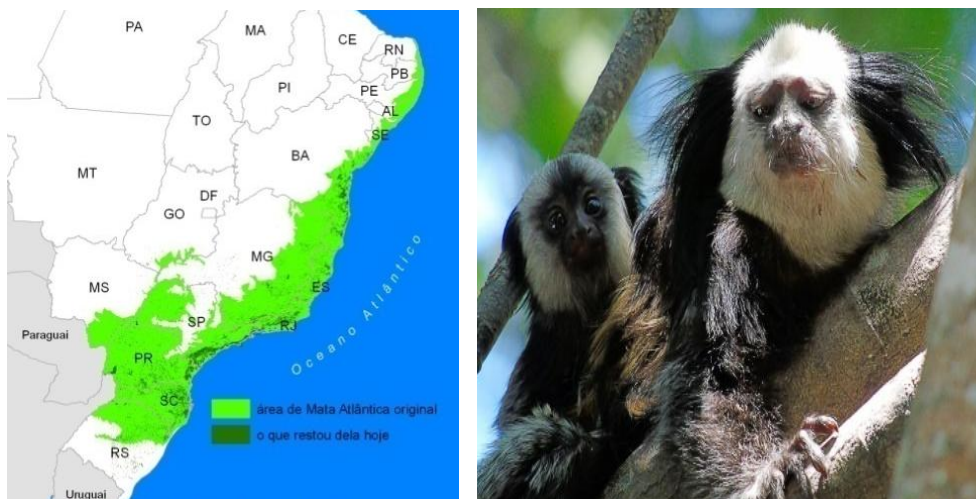 PA
MA
CE
RN
PB
PI
PE
AL
TO
SE
BA
MT
DF
GO
MG
MS
ES
SP
RJ
Paraguai
PR
Oceano Atlântico
SC
área de Mata Atlântica original
o que restou dela hoje
RS
Uruguai